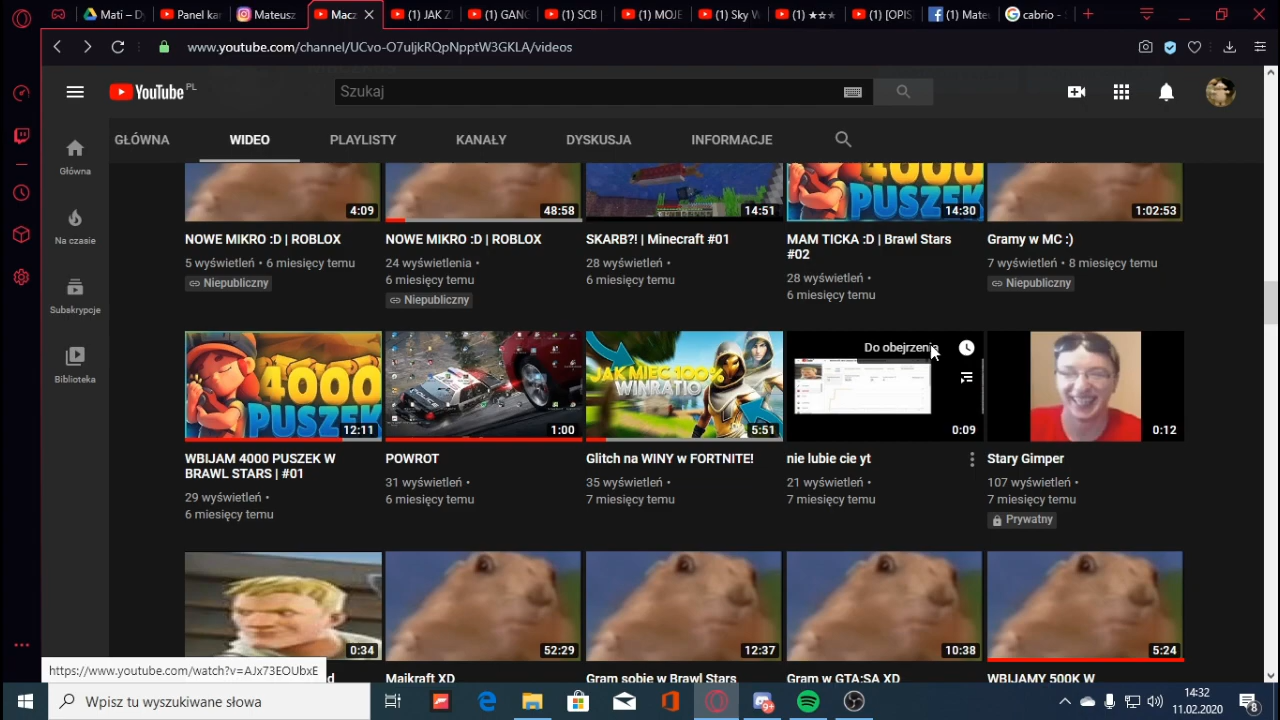 Mati – D
Panel ka
Mateusz
Macz
(1) JAK Z
(1) GANG
(1) SCB |
(1) MOJE
(1) Sky W
(1) ★☆★
(1) [OPIS
(1) Mate
cabrio - S
www.youtube.com/channel/UCvo-O7uljkRQpNpptW3GKLA/videos
YouTube PL
Szukaj
GŁÓWNA WIDEO PLAYLISTY KANAŁY DYSKUSJA INFORMACJE
Główna
Na czasie
Subskrypcje
Biblioteka
4:09
48:58
14:51
4000
PUSZEK
14:30
1:02:53
NOWE MIKRO :D | ROBLOX
5 wyświetleń • 6 miesięcy temu
Niepubliczny
NOWE MIKRO :D | ROBLOX
24 wyświetlenia •
6 miesięcy temu
Niepubliczny
SKARB?! | Minecraft #01
28 wyświetleń •
6 miesięcy temu
MAM TICKA :D | Brawl Stars
#02
28 wyświetleń •
6 miesięcy temu
Gramy w MC :)
7 wyświetleń • 8 miesięcy temu
Niepubliczny
4000
PUSZEK
12:11
POLICE
1:00
JAK MIEC 100%
WINRATIO
5:51
Do obejrzenia
0:09
0:12
WBIJAM 4000 PUSZEK W
BRAWL STARS | #01
29 wyświetleń •
6 miesięcy temu
POWROT
31 wyświetleń •
6 miesięcy temu
Glitch na WINY w FORTNITE!
35 wyświetleń •
7 miesięcy temu
nie lubie cie yt
21 wyświetleń •
7 miesięcy temu
Stary Gimper
107 wyświetleń •
7 miesięcy temu
Prywatny
0:34
52:29
12:37
10:38
5:24
Majkraft XD
Gram sobie w Brawl Stars
Gram w GTA:SA XD
WBIJAMY 500K W
https://www.youtube.com/watch?v=AJx73EOUbxE
Wpisz tu wyszukiwane słowa
9+
14:32
11.02.2020
8